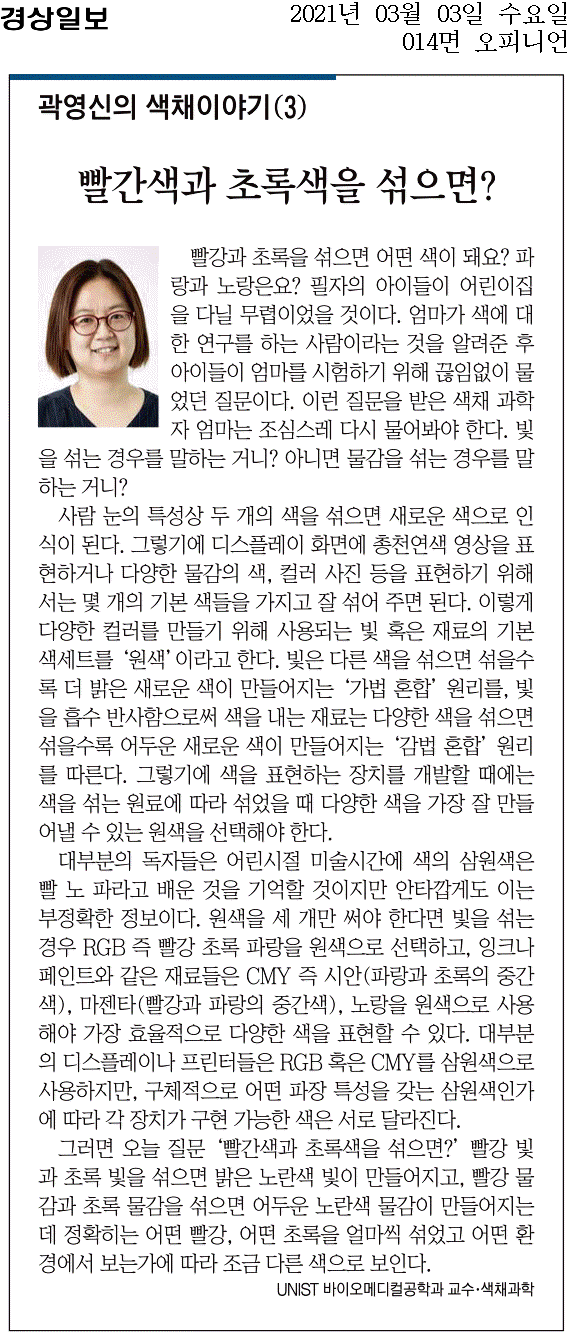 경상일보
2021년 03월 03일 수요일
014면 오피니언
곽영신의 색채이야기(3)
빨간색과 초록색을 섞으면?
빨강과 초록을 섞으면 어떤 색이 돼요? 파
랑과 노랑은요? 필자의 아이들이 어린이집
을 다닐 무렵이었을 것이다. 엄마가 색에 대
한 연구를 하는 사람이라는 것을 알려준 후
아이들이 엄마를 시험하기 위해 끊임없이 물
었던 질문이다. 이런 질문을 받은 색채 과학
자 엄마는 조심스레 다시 물어봐야 한다. 빛
을 섞는 경우를 말하는 거니? 아니면 물감을 섞는 경우를 말
하는 거니?
사람 눈의 특성상 두 개의 색을 섞으면 새로운 색으로 인
식이 된다. 그렇기에 디스플레이 화면에 총천연색 영상을 표
현하거나 다양한 물감의 색, 컬러 사진 등을 표현하기 위해
서는 몇 개의 기본 색들을 가지고 잘 섞어 주면 된다. 이렇게
다양한 컬러를 만들기 위해 사용되는 빛 혹은 재료의 기본
색세트를 ‘원색’이라고 한다. 빛은 다른 색을 섞으면 섞을수
록 더 밝은 새로운 색이 만들어지는 ‘가법 혼합’ 원리를, 빛
을 흡수 반사함으로써 색을 내는 재료는 다양한 색을 섞으면
섞을수록 어두운 새로운 색이 만들어지는 ‘감법 혼합’ 원리
를 따른다. 그렇기에 색을 표현하는 장치를 개발할 때에는
색을 섞는 원료에 따라 섞었을 때 다양한 색을 가장 잘 만들
어낼 수 있는 원색을 선택해야 한다.
대부분의 독자들은 어린시절 미술시간에 색의 삼원색은
빨 노 파라고 배운 것을 기억할 것이지만 안타깝게도 이는
부정확한 정보이다. 원색을 세 개만 써야 한다면 빛을 섞는
경우 RGB 즉 빨강 초록 파랑을 원색으로 선택하고, 잉크나
페인트와 같은 재료들은 CMY 즉 시안(파랑과 초록의 중간
색), 마젠타(빨강과 파랑의 중간색), 노랑을 원색으로 사용
해야 가장 효율적으로 다양한 색을 표현할 수 있다. 대부분
의 디스플레이나 프린터들은 RGB 혹은 CMY를 삼원색으로
사용하지만, 구체적으로 어떤 파장 특성을 갖는 삼원색인가
에 따라 각 장치가 구현 가능한 색은 서로 달라진다.
그러면 오늘 질문 ‘빨간색과 초록색을 섞으면?’ 빨강 빛
과 초록 빛을 섞으면 밝은 노란색 빛이 만들어지고, 빨강 물
감과 초록 물감을 섞으면 어두운 노란색 물감이 만들어지는
데 정확히는 어떤 빨강, 어떤 초록을 얼마씩 섞었고 어떤 환
경에서 보는가에 따라 조금 다른 색으로 보인다.
UNIST 바이오메디컬공학과 교수·색채과학